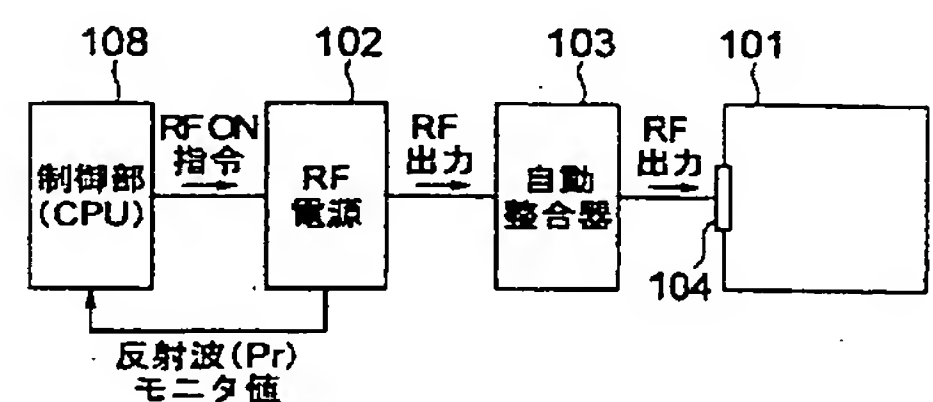 108
102
103
101
RF ON
指令
RF
出力
RF
出力
制御部
(CPU)
RF
電源
自動
整合器
104
反射波(Pr)
モニタ値